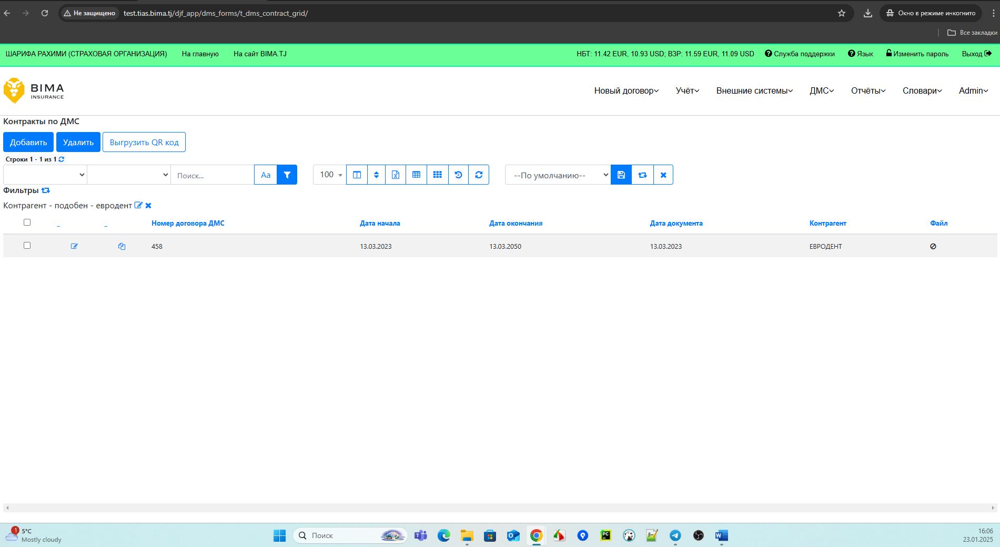 Не защищено test.tias.bima.tj/djf_app/dms_forms/t_dms_contract_grid/ Окно в режиме инкогнито
Все закладки
ШАРИФА РАХИМИ (СТРАХОВАЯ ОРГАНИЗАЦИЯ) На главную На сайт BIMA.TJ НБТ: 11.42 EUR, 10.93 USD; ВЗР: 11.59 EUR, 11.09 USD Служба поддержки Язык Изменить пароль Выход
BIMA
INSURANCE
Новый договор Учёт Внешние системы ДМС Отчёты Словари Admin
Контракты по ДМС
Добавить Удалить Выгрузить QR код
Строки 1 - 1 из 1
Поиск... Aa 100 --По умолчанию--
Фильтры
Контрагент - подобен - евродент
Номер договора ДМС Дата начала Дата окончания Дата документа Контрагент Файл
458 13.03.2023 13.03.2050 13.03.2023 ЕВРОДЕНТ
1 5°C
Mostly cloudy
Поиск
16:06
23.01.2025